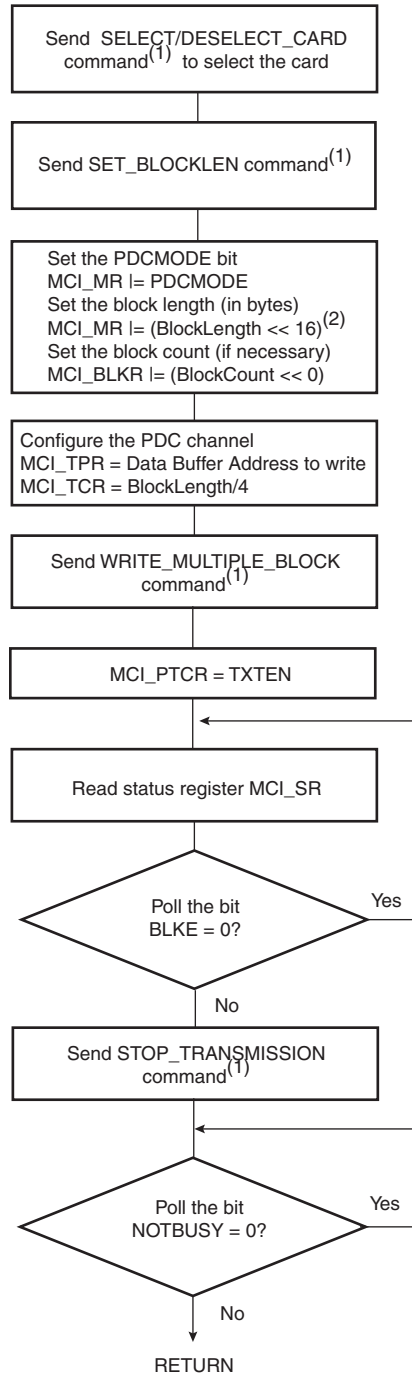 Send SELECT/DESELECT_CARD
command(1) to select the card
Send SET_BLOCKLEN command(1)
Set the PDCMODE bit
MCI_MR |= PDCMODE
Set the block length (in bytes)
MCI_MR |= (BlockLength << 16)(2)
Set the block count (if necessary)
MCI_BLKR |= (BlockCount << 0)
Configure the PDC channel
MCI_TPR = Data Buffer Address to write
MCI_TCR = BlockLength/4
Send WRITE_MULTIPLE_BLOCK
command(1)
MCI_PTCR = TXTEN
Read status register MCI_SR
Poll the bit
BLKE = 0?
Yes
No
Send STOP_TRANSMISSION
command(1)
Poll the bit
NOTBUSY = 0?
Yes
No
RETURN